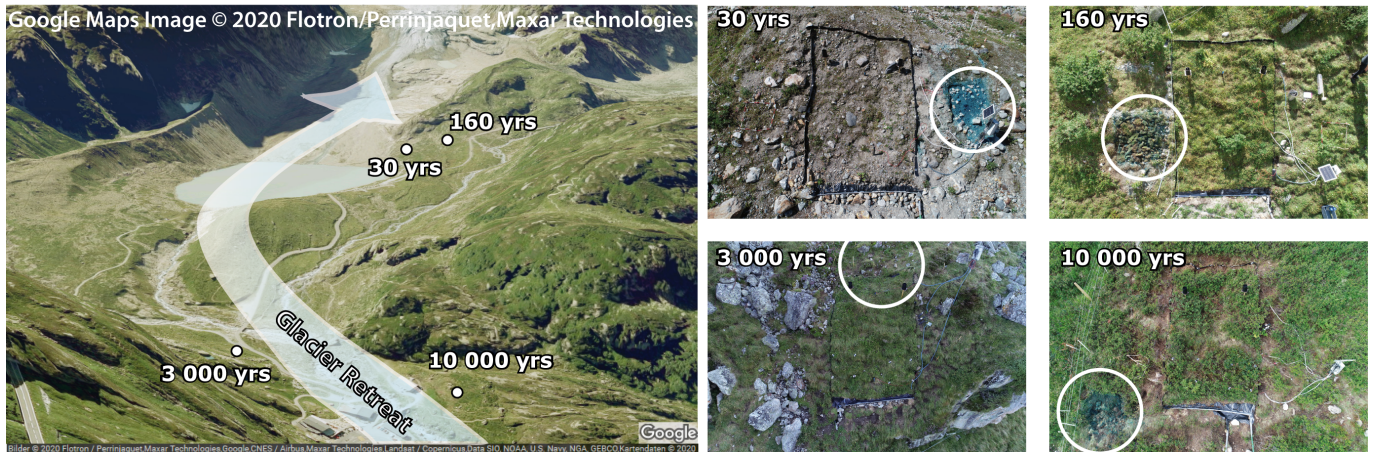 Google Maps Image © 2020 Flotron/Perrinjaquet,Maxar Technologies
160 yrs
30 yrs
3 000 yrs
10 000 yrs
Glacier Retreat
Google
Bilder © 2020 Flotron / Perrinjaquet,Maxar Technologies,Google,CNES / Airbus,Maxar Technologies,Landsat / Copernicus,Data SIO, NOAA, U.S. Navy, NGA, GEBCO,Kartendaten © 2020
30 yrs
160 yrs
3 000 yrs
10 000 yrs